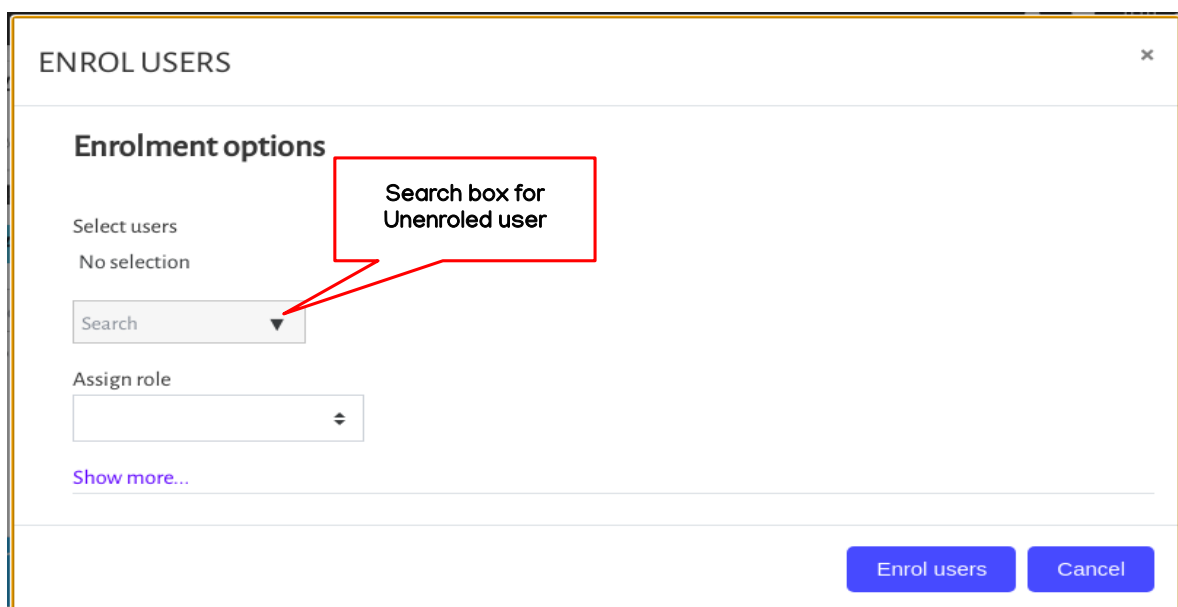 ENROL USERS
×
Enrolment options
Search box for
Unenroled user
Select users
No selection
Search
Assign role
Show more...
Enrol users
Cancel